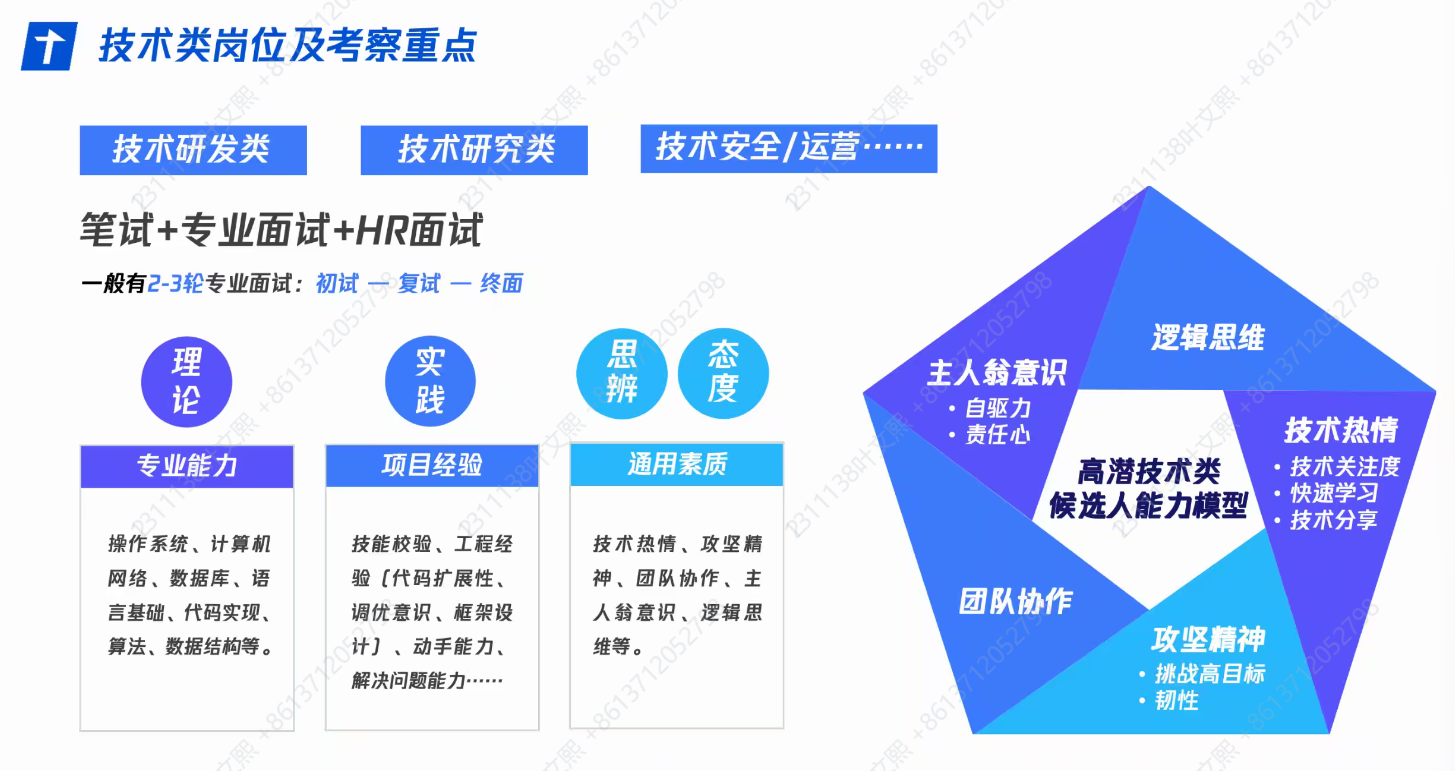 技术类岗位及考察重点
技术研发类
技术研究类
技术安全/运营……
笔试+专业面试+HR面试
一般有2-3轮专业面试：初试 — 复试 — 终面
理论
实践
思辨
态度
专业能力
操作系统、计算机
网络、数据库、语
言基础、代码实现、
算法、数据结构等。
项目经验
技能校验、工程经
验（代码扩展性、
调优意识、框架设
计）、动手能力、
解决问题能力……
通用素质
技术热情、攻坚精
神、团队协作、主
人翁意识、逻辑思
维等。
逻辑思维
主人翁意识
• 自驱力
• 责任心
技术热情
• 技术关注度
• 快速学习
• 技术分享
高潜技术类
候选人能力模型
团队协作
攻坚精神
• 挑战高目标
• 韧性
2311138叶文熙 +8613712052798